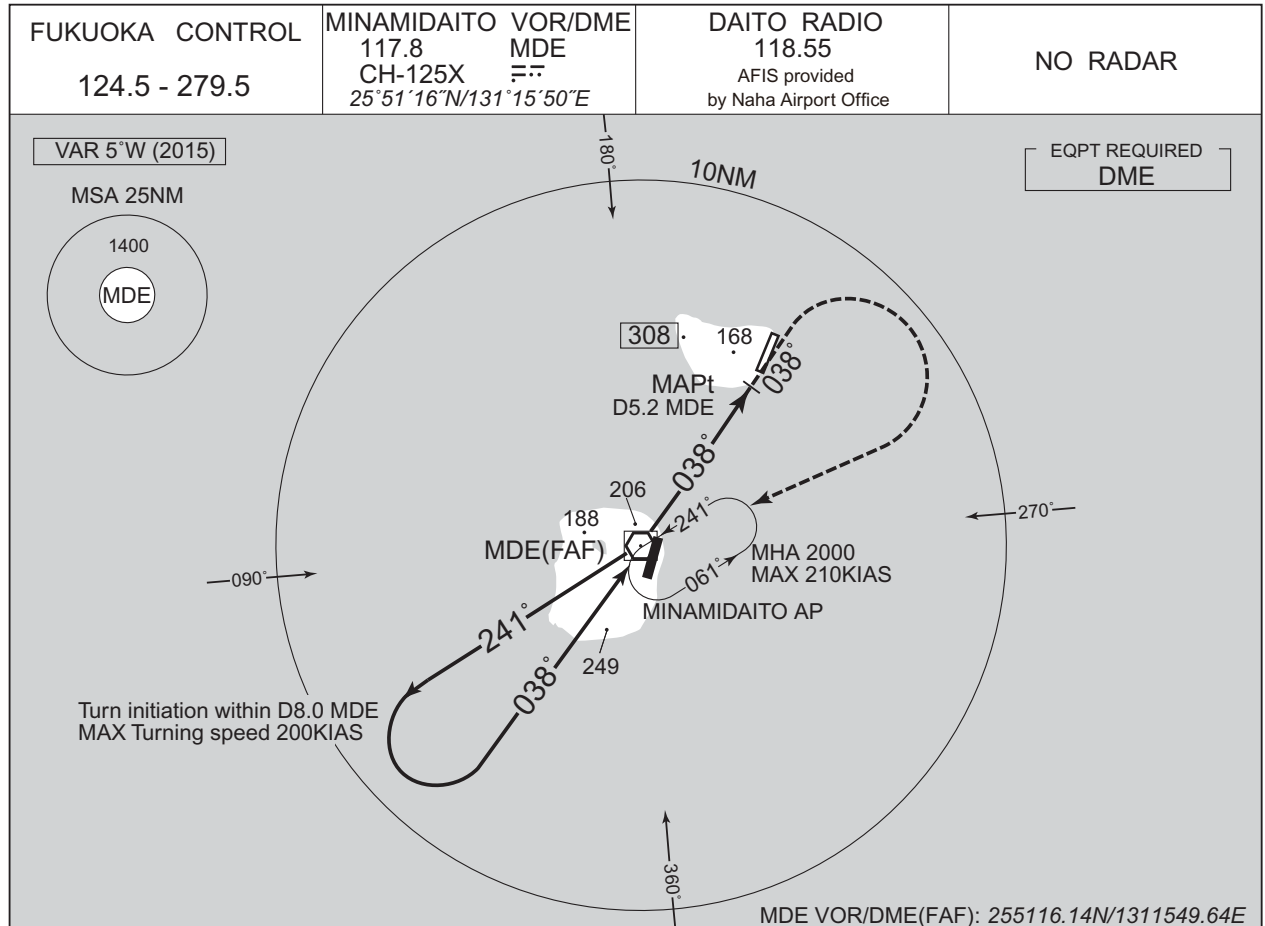 FUKUOKA CONTROL
124.5 - 279.5
MINAMIDAITO VOR/DME
117.8 MDE
CH-125X
25°51´16˝N/131°15´50˝E
DAITO RADIO
118.55
AFIS provided
by Naha Airport Office
NO RADAR
VAR 5°W (2015)
MSA 25NM
1400
MDE
180°
10NM
EQPT REQUIRED
DME
308
168
MAPt
D5.2 MDE
038°
038°
206
188
MDE(FAF)
241°
270°
MHA 2000
MAX 210KIAS
061°
090°
MINAMIDAITO AP
241°
249
038°
Turn initiation within D8.0 MDE
MAX Turning speed 200KIAS
360°
MDE VOR/DME(FAF): 255116.14N/1311549.64E